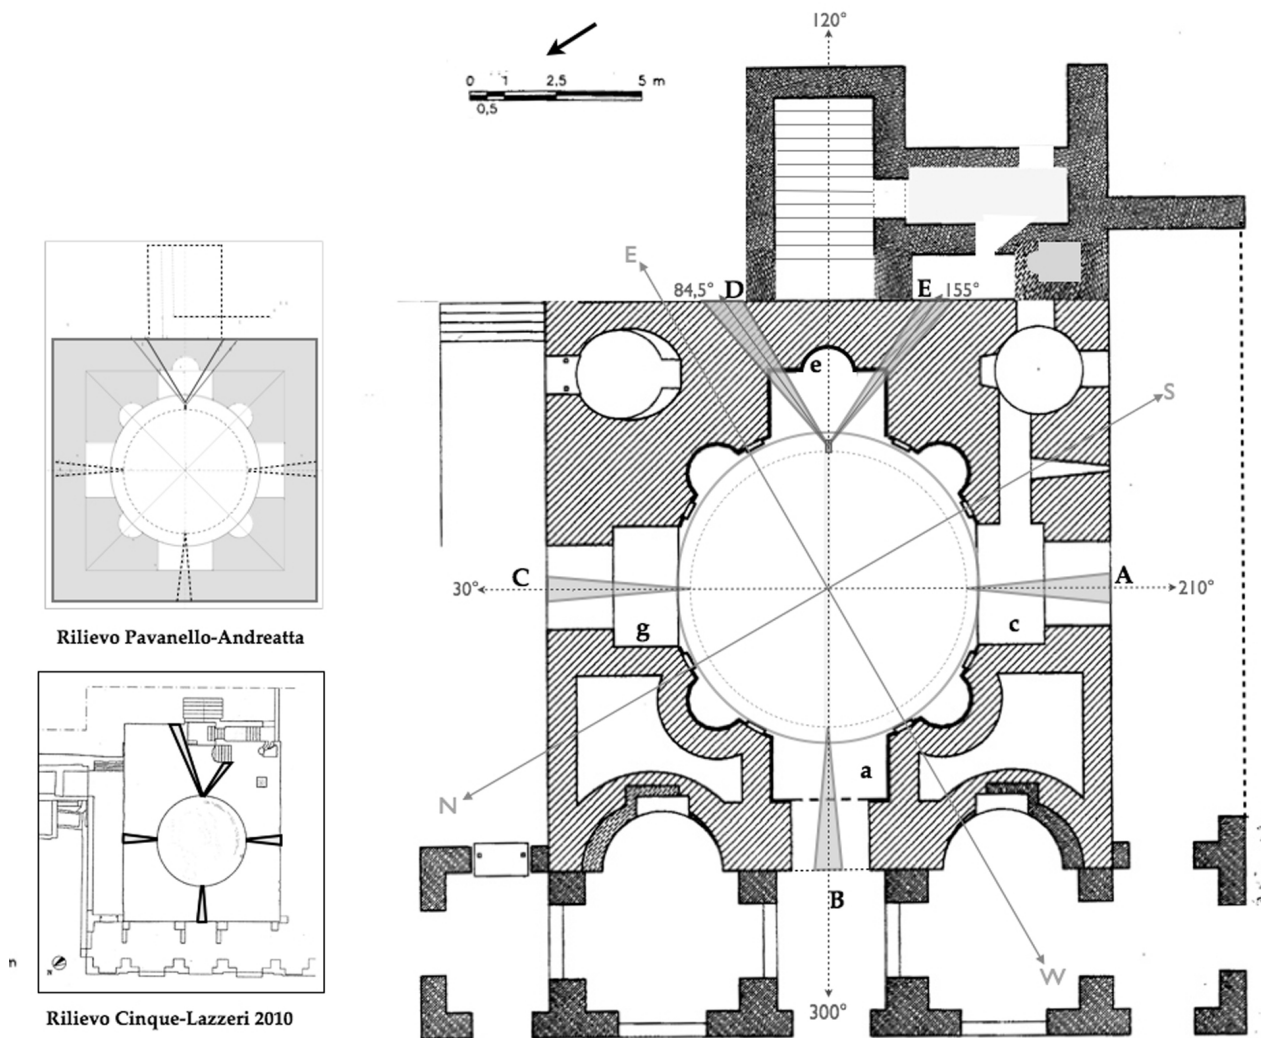 120°
0 1 2,5 5 m
0,5
E
84,5° D
E 155°
e
S
C
A
30°
210°
g
c
Rilievo Pavanello-Andreatta
a
N
B
W
N
m
300°
Rilievo Cinque-Lazzeri 2010